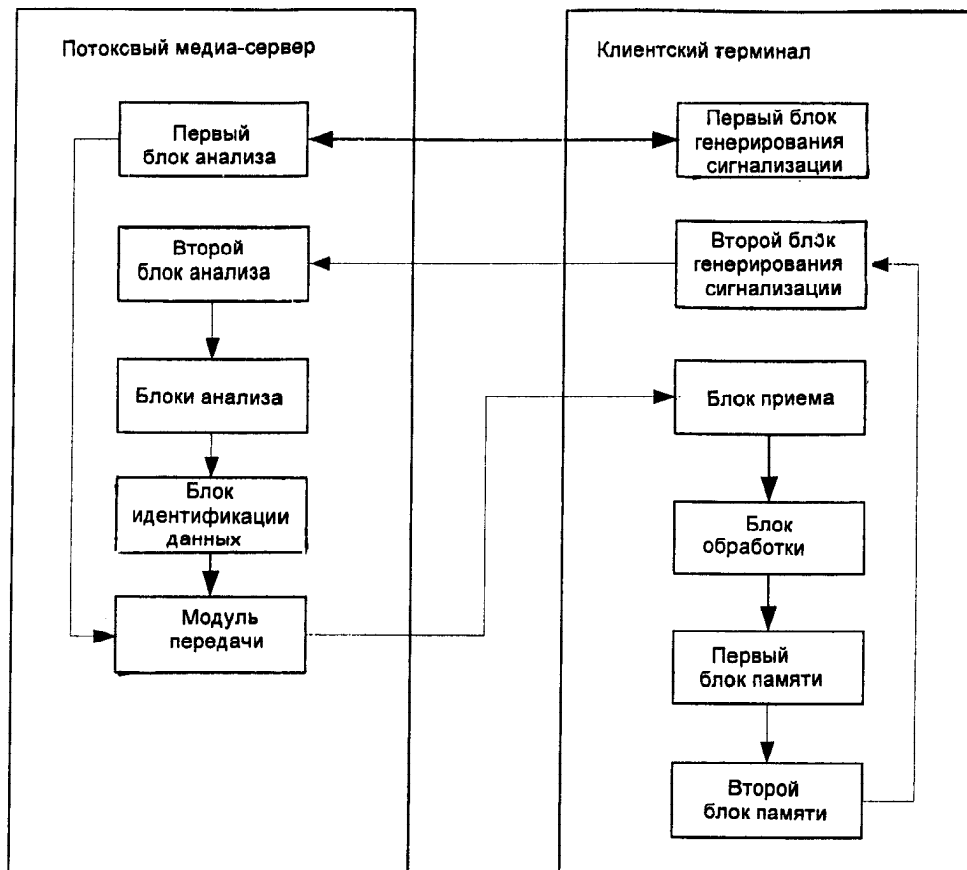 Потоксвый медиа-сервер
Первый
блок анализа
Второй
блок анализа
Блоки анализа
Блок
идентификации
данных
Модуль
передачи
Клиентский терминал
Первый блок
генерирования
сигнализации
Второй блок
генерирования
сигнализации
Блок приема
Блок
обработки
Первый
блок памяти
Второй
блок памяти